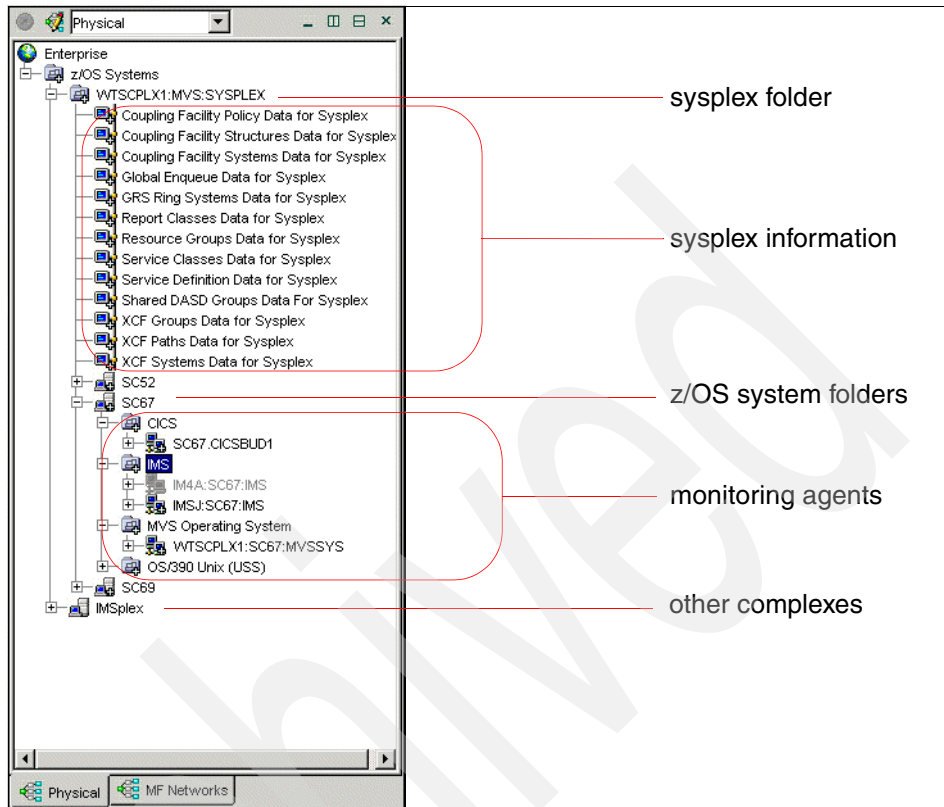 Physical
Enterprise
z/OS Systems
WTSCPLX1:MVS:SYSPLEX
sysplex folder
Coupling Facility Policy Data for Sysplex
Coupling Facility Structures Data for Sysplex
Coupling Facility Systems Data for Sysplex
Global Enqueue Data for Sysplex
GRS Ring Systems Data for Sysplex
Report Classes Data for Sysplex
Resource Groups Data for Sysplex
sysplex information
Service Classes Data for Sysplex
Service Definition Data for Sysplex
Shared DASD Groups Data For Sysplex
XCF Groups Data for Sysplex
XCF Paths Data for Sysplex
XCF Systems Data for Sysplex
SC52
SC67
z/OS system folders
CICS
SC67.CICSBUD1
IMS
IM4A:SC67:IMS
monitoring agents
IMSJ:SC67:IMS
MVS Operating System
WTSCPLX1:SC67:MVSSYS
OS/390 Unix (USS)
SC69
IMSplex
other complexes
Physical
MF Networks
hived